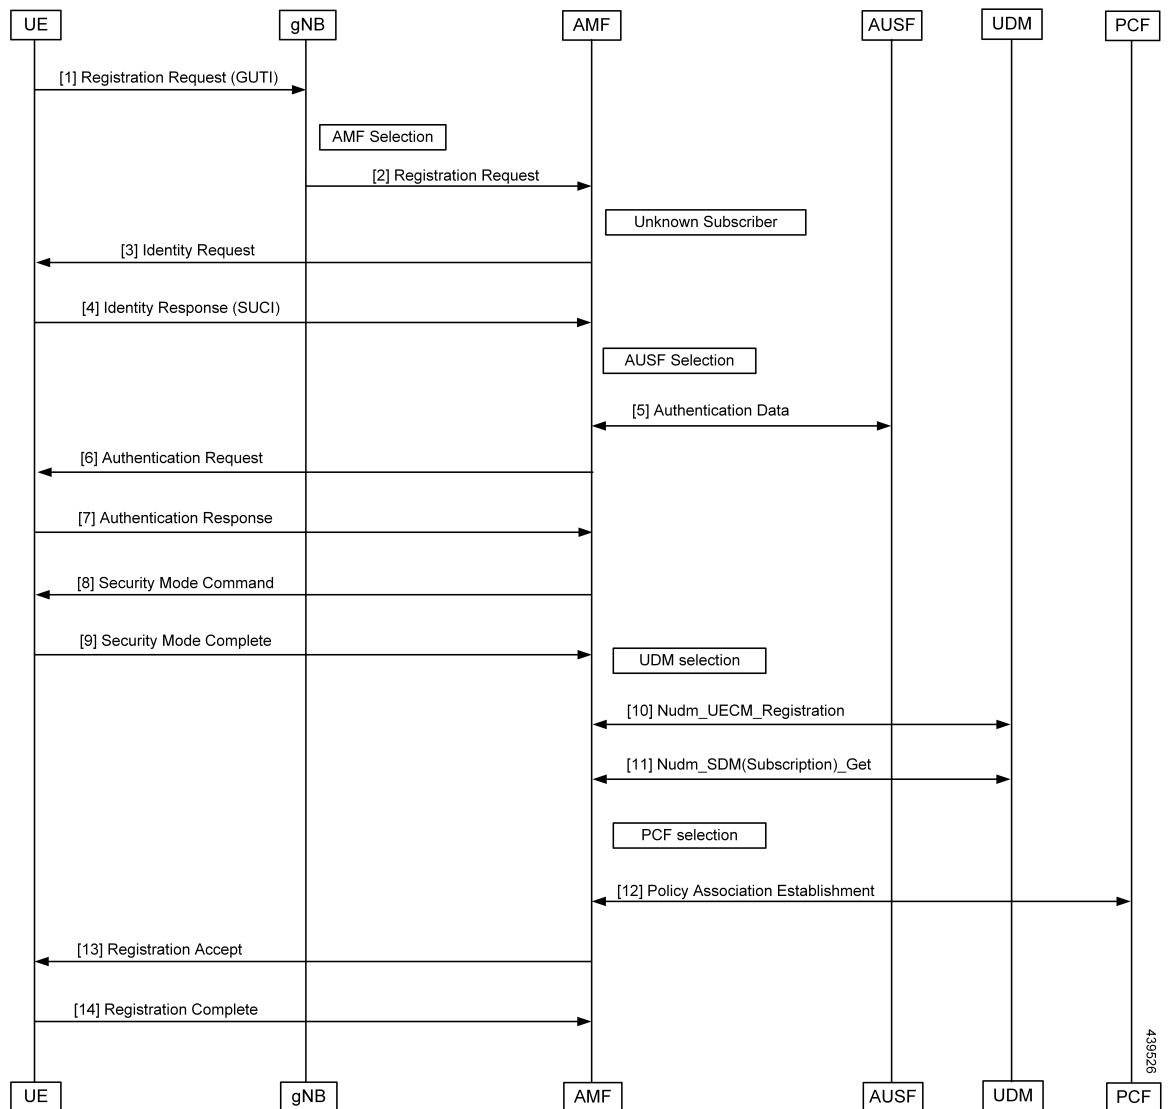 UE gNB AMF AUSF UDM PCF
[1] Registration Request (GUTI)
AMF Selection
[2] Registration Request
Unknown Subscriber
[3] Identity Request
[4] Identity Response (SUCI)
AUSF Selection
[5] Authentication Data
[6] Authentication Request
[7] Authentication Response
[8] Security Mode Command
[9] Security Mode Complete
UDM selection
[10] Nudm_UECM_Registration
[11] Nudm_SDM(Subscription)_Get
PCF selection
[12] Policy Association Establishment
[13] Registration Accept
[14] Registration Complete
439526
UE gNB AMF AUSF UDM PCF